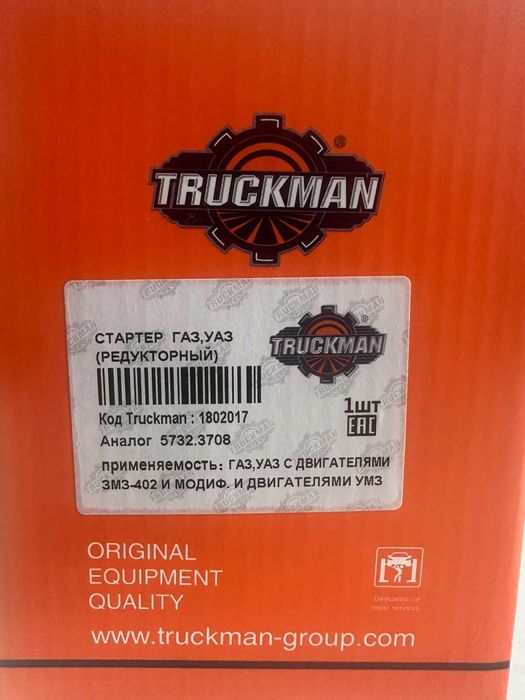 TRUCKMAN
®
СТАРТЕР ГАЗ,УАЗ
(РЕДУКТОРНЫЙ)
TRUCKMAN
®
Код Truckman : 1802017
Аналог 5732.3708
1шт
EAC
применяемость: ГАЗ,УАЗ С ДВИГАТЕЛЯМИ
ЗМЗ-402 И МОДИФ. И ДВИГАТЕЛЯМИ УМЗ
ORIGINAL
EQUIPMENT
QUALITY
Dedicated car
repair services
www.truckman-group.com